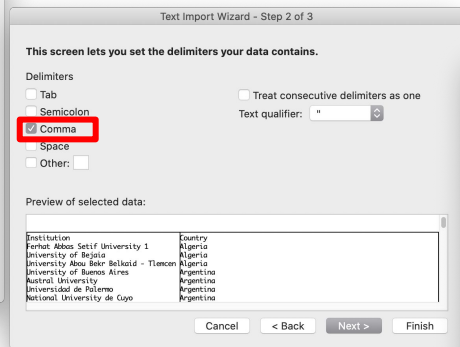 Text Import Wizard - Step 2 of 3
This screen lets you set the delimiters your data contains.
Delimiters
Tab
Treat consecutive delimiters as one
Semicolon
Text qualifier: "
Comma
Space
Other:
Preview of selected data:
Institution Country
Ferhat Abbas Setif University 1 Algeria
University of Bejaia Algeria
University Abou Bekr Belkaid - Tlemcen Algeria
University of Buenos Aires Argentina
Austral University Argentina
Universidad de Palermo Argentina
National University de Cuyo Argentina
Cancel < Back Next > Finish